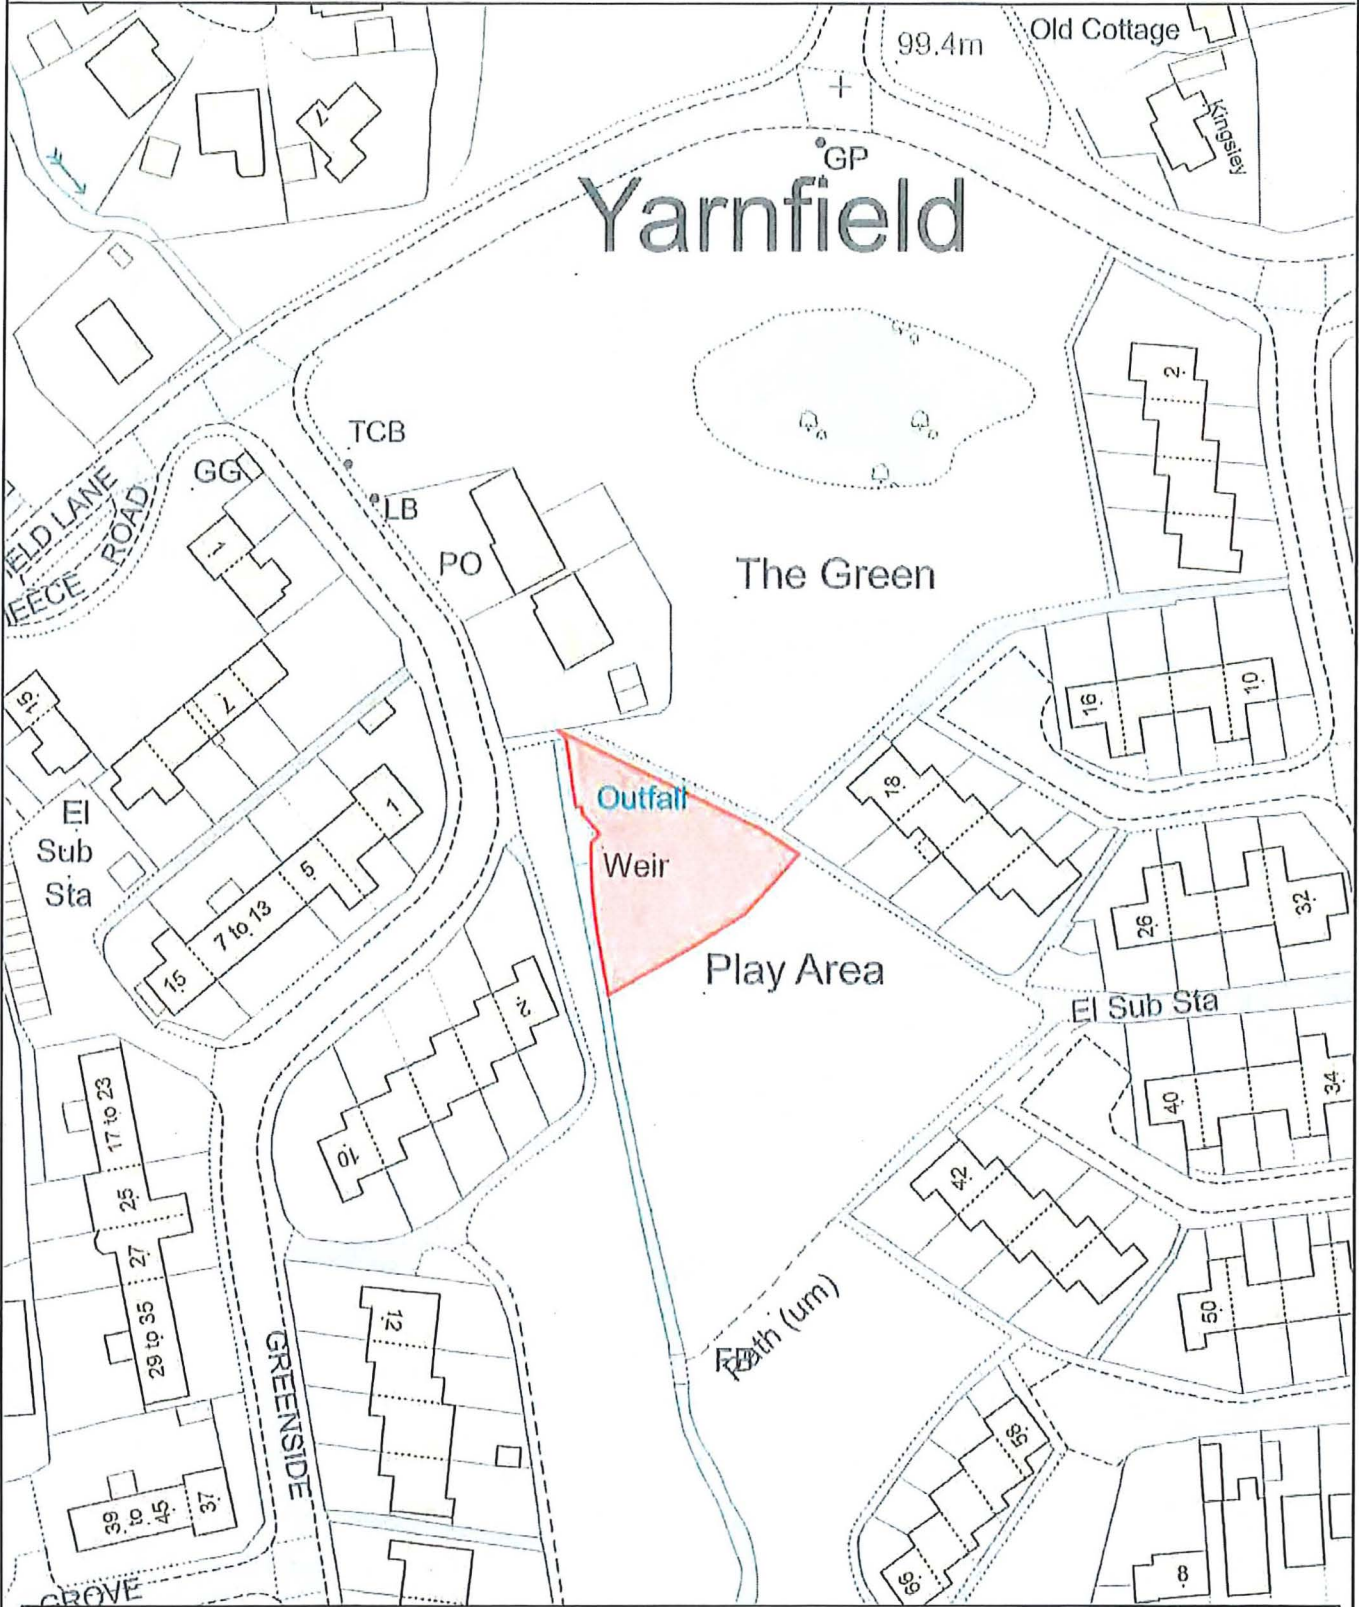 Old Cottage
99.4m
Kingsley
GP
Yarnfield
7
2
TCB
GG
LB
ELD LANE
ROAD
EECE
1
PO
The Green
15
7
16
10
Outfall
18
1
El
Sub
Sta
Weir
5
7 to 13
15
26
32
Play Area
2
El Sub Sta
17 to 23
40
34
10
42
25
27
29 to 35
12
50
Path (um)
FB
GREENSIDE
58
39
to
45
37
66
8
GROVE